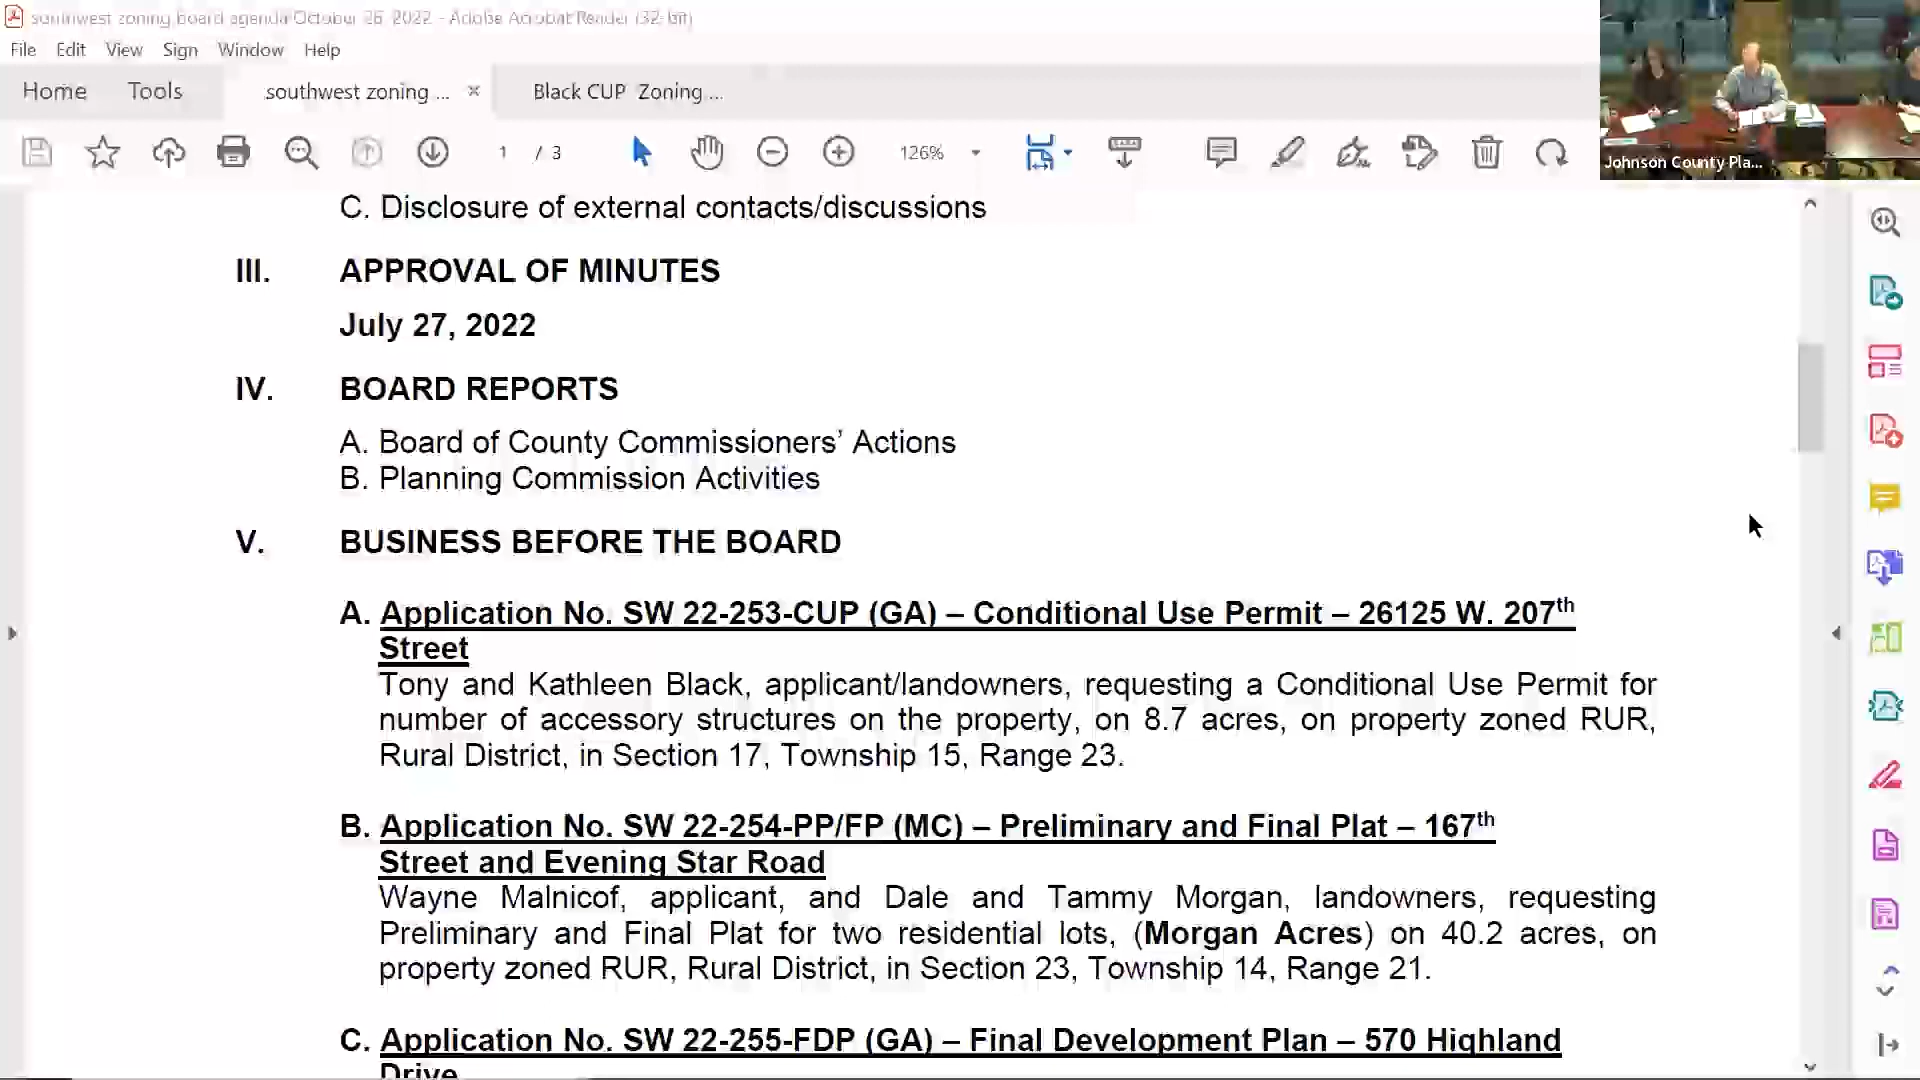 southwest zoning board agenda October 26, 2022 - Adobe Acrobat Reader (32-bit)
File Edit View Sign Window Help
Home Tools southwest zoning ... × Black CUP Zoning ...
1 / 3 126%
Johnson County Pla...
C. Disclosure of external contacts/discussions
III. APPROVAL OF MINUTES
July 27, 2022
IV. BOARD REPORTS
A. Board of County Commissioners’ Actions
B. Planning Commission Activities
V. BUSINESS BEFORE THE BOARD
A. Application No. SW 22-253-CUP (GA) – Conditional Use Permit – 26125 W. 207th
Street
Tony and Kathleen Black, applicant/landowners, requesting a Conditional Use Permit for
number of accessory structures on the property, on 8.7 acres, on property zoned RUR,
Rural District, in Section 17, Township 15, Range 23.
B. Application No. SW 22-254-PP/FP (MC) – Preliminary and Final Plat – 167th
Street and Evening Star Road
Wayne Malnicof, applicant, and Dale and Tammy Morgan, landowners, requesting
Preliminary and Final Plat for two residential lots, (Morgan Acres) on 40.2 acres, on
property zoned RUR, Rural District, in Section 23, Township 14, Range 21.
C. Application No. SW 22-255-FDP (GA) – Final Development Plan – 570 Highland
Drive